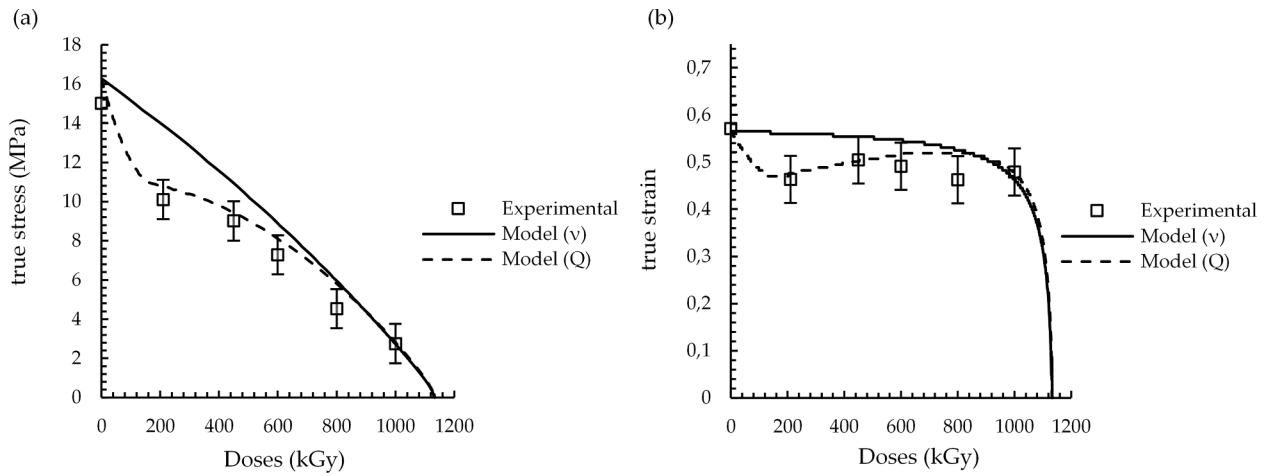 (a)
true stress (MPa)
18
16
14
12
10
8
6
4
2
0
0 200 400 600 800 1000 1200
Doses (kGy)
Experimental
Model (ν)
Model (Q)
(b)
true strain
0,7
0,6
0,5
0,4
0,3
0,2
0,1
0
0 200 400 600 800 1000 1200
Doses (kGy)
Experimental
Model (ν)
Model (Q)